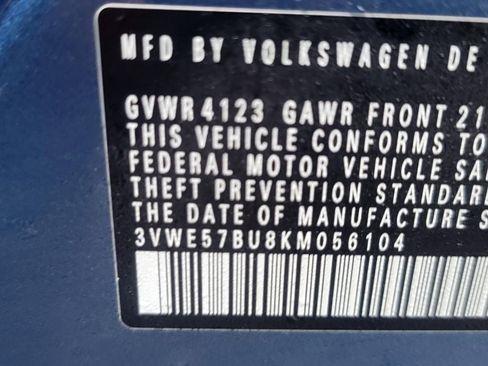 MFD BY VOLKSWAGEN DE
GVWR 4123 GAWR FRONT 21
THIS VEHICLE CONFORMS TO
FEDERAL MOTOR VEHICLE SA
THEFT PREVENTION STANDAR
THE DATE OF MANUFACTURE S
3VWE57BU8KM056104